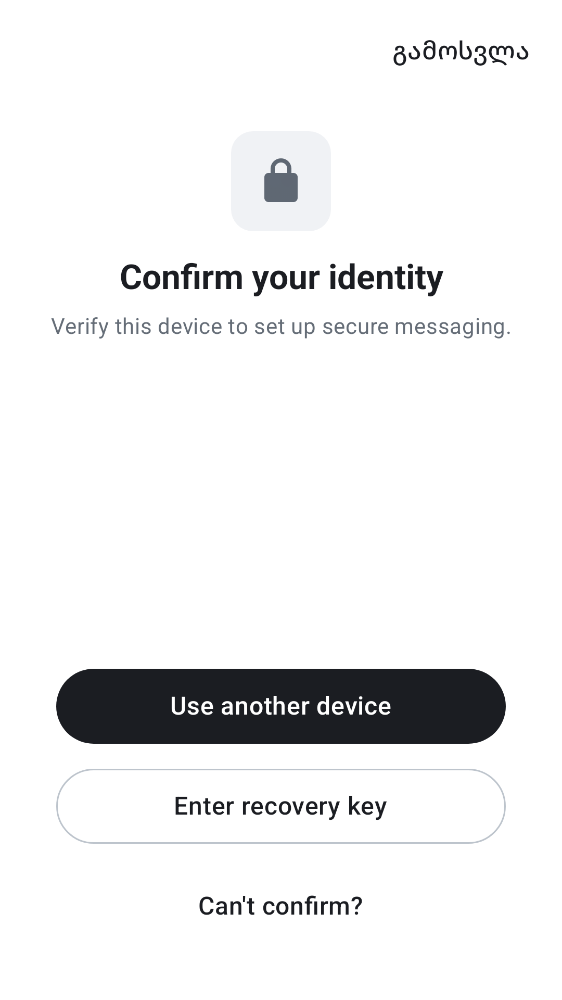 გამოსვლა
Confirm your identity
Verify this device to set up secure messaging.
Use another device
Enter recovery key
Can't confirm?